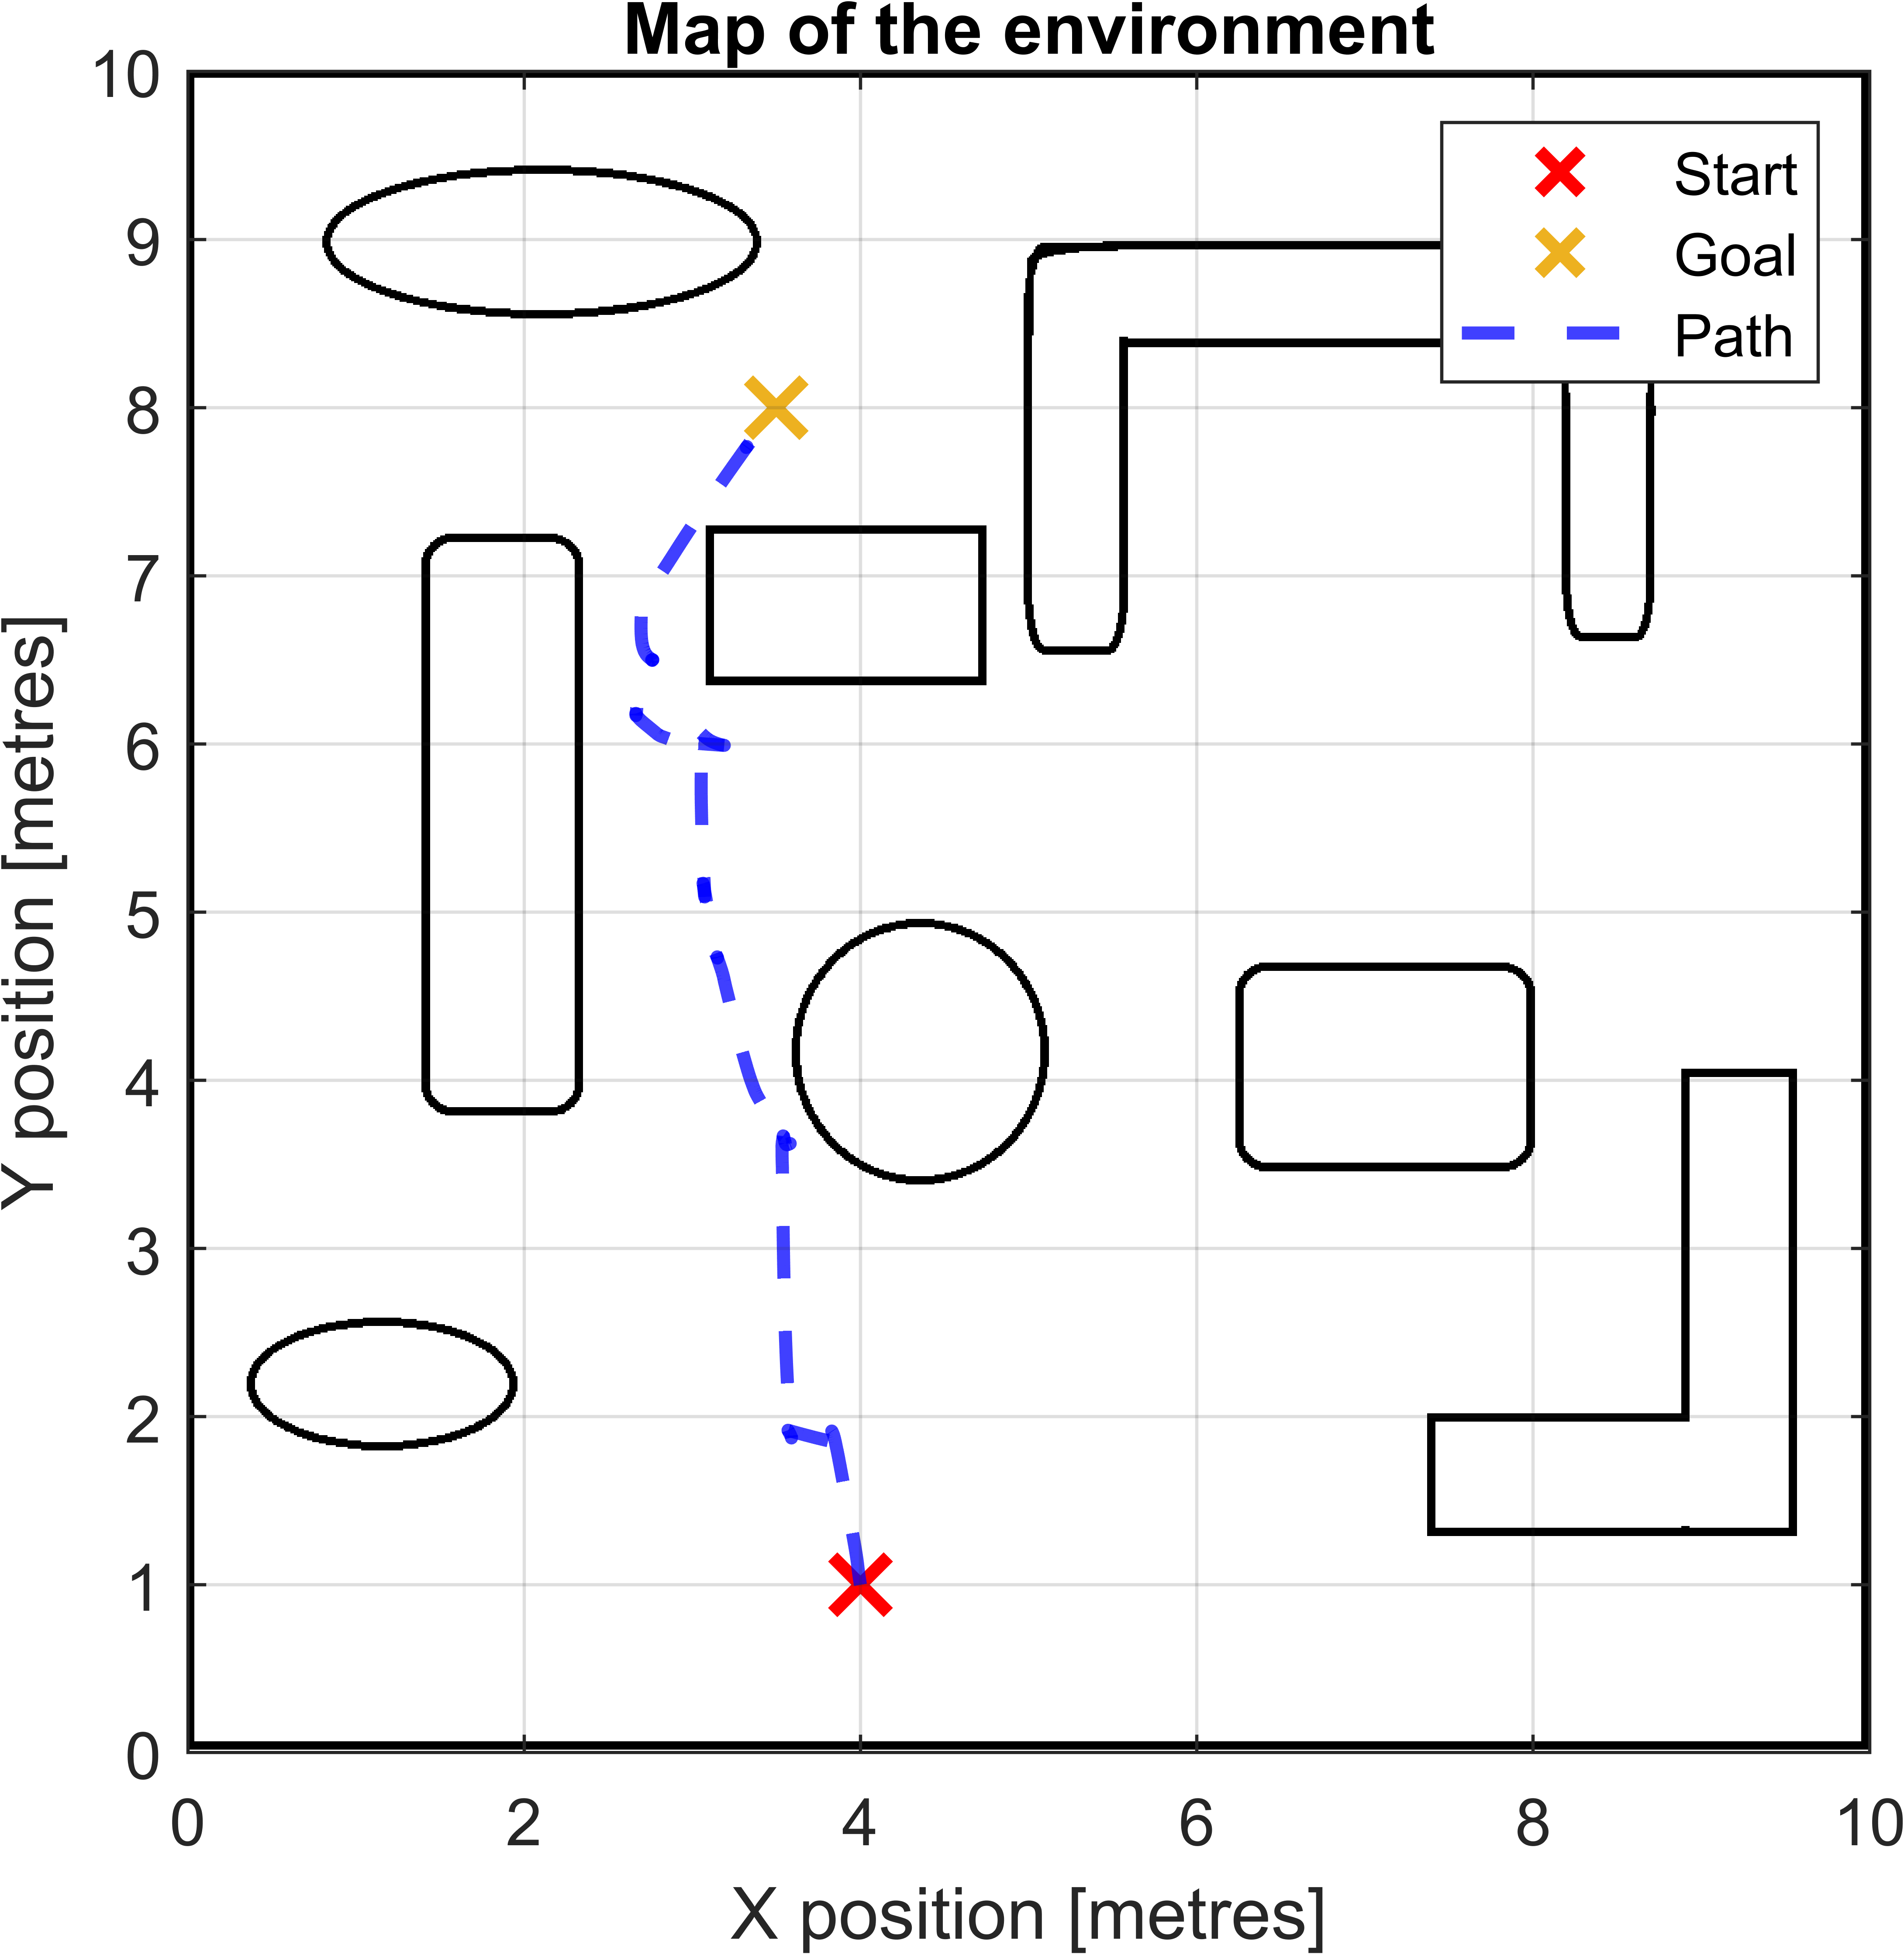 Map of the environment
10
9
8
7
6
5
4
3
2
1
0
0 2 4 6 8 10
Y position [metres]
X position [metres]
Start
Goal
Path